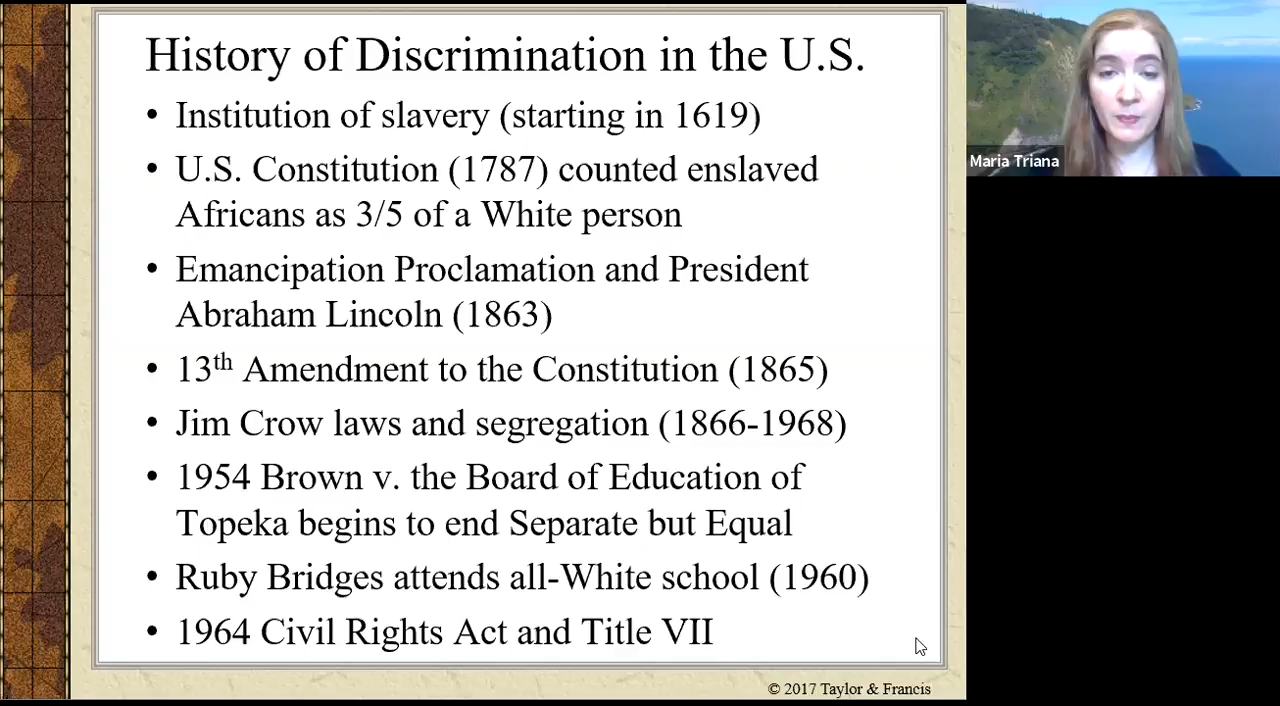 History of Discrimination in the U.S.
• Institution of slavery (starting in 1619)
• U.S. Constitution (1787) counted enslaved
Africans as 3/5 of a White person
• Emancipation Proclamation and President
Abraham Lincoln (1863)
• 13th Amendment to the Constitution (1865)
• Jim Crow laws and segregation (1866-1968)
• 1954 Brown v. the Board of Education of
Topeka begins to end Separate but Equal
• Ruby Bridges attends all-White school (1960)
• 1964 Civil Rights Act and Title VII
© 2017 Taylor & Francis
Maria Triana